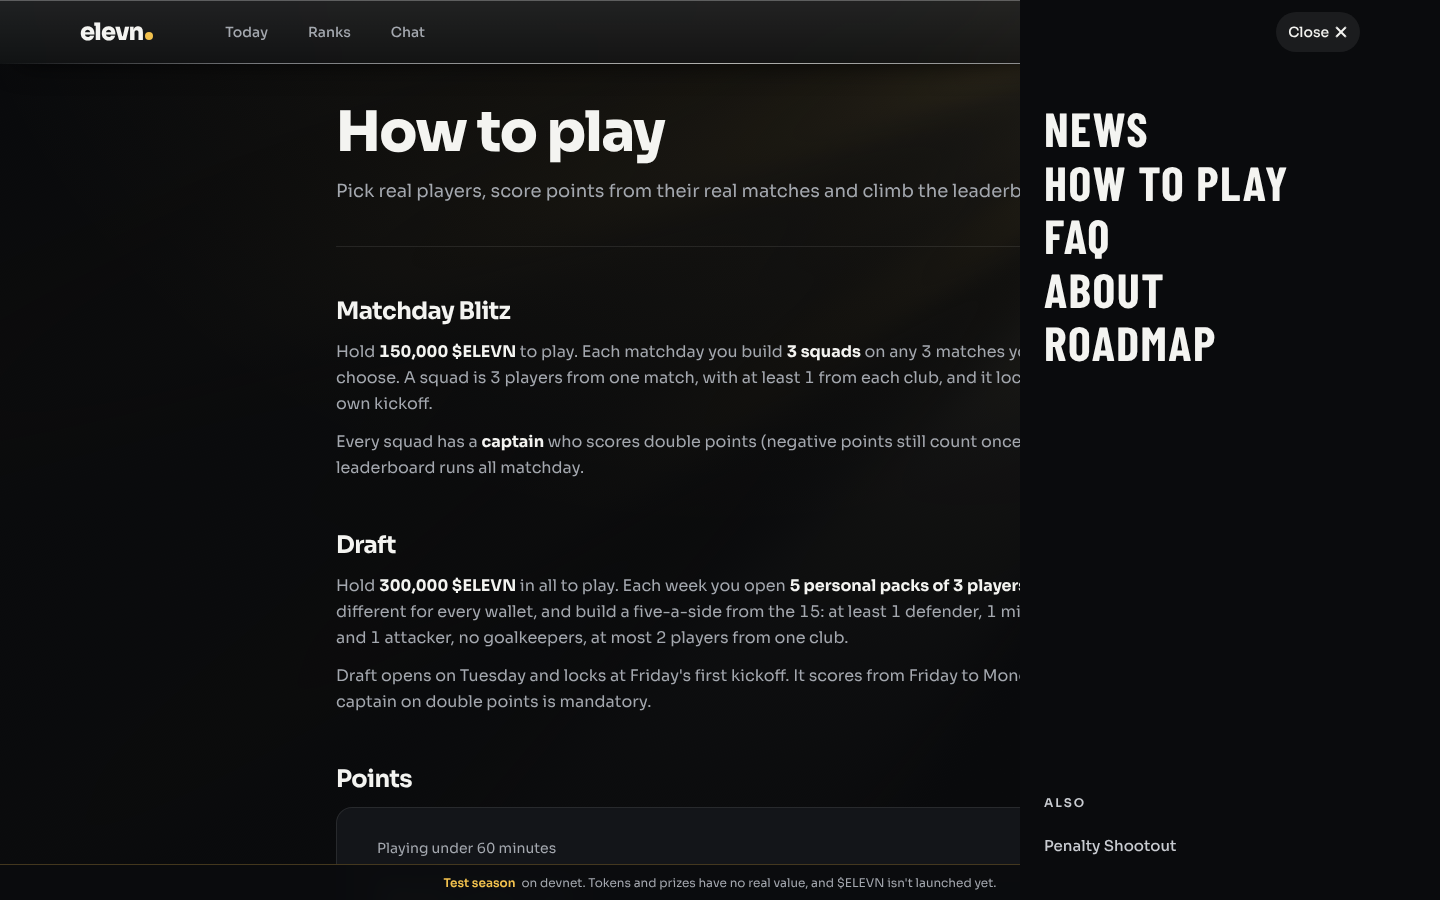 elevn.
Today
Ranks
Chat
Close
How to play
Pick real players, score points from their real matches and climb the
Matchday Blitz
Hold 150,000 $ELEVN to play. Each matchday you build 3 squads on any 3 matches
choose. A squad is 3 players from one match, with at least 1 from each club, and it
own kickoff.
Every squad has a captain who scores double points (negative points still count once
leaderboard runs all matchday.
Draft
Hold 300,000 $ELEVN in all to play. Each week you open 5 personal packs of 3 players
different for every wallet, and build a five-a-side from the 15: at least 1 defender, 1
and 1 attacker, no goalkeepers, at most 2 players from one club.
Draft opens on Tuesday and locks at Friday's first kickoff. It scores from Friday to
captain on double points is mandatory.
Points
Playing under 60 minutes
NEWS
HOW TO PLAY
FAQ
ABOUT
ROADMAP
ALSO
Penalty Shootout
Test season on devnet. Tokens and prizes have no real value, and $ELEVN isn't launched yet.